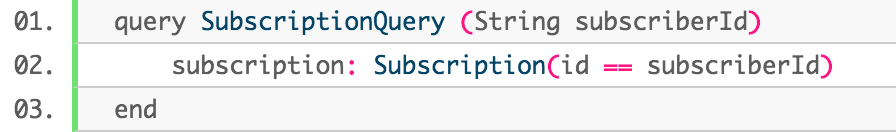 01. query SubscriptionQuery (String subscriberId)
02.     subscription: Subscription(id == subscriberId)
03. end